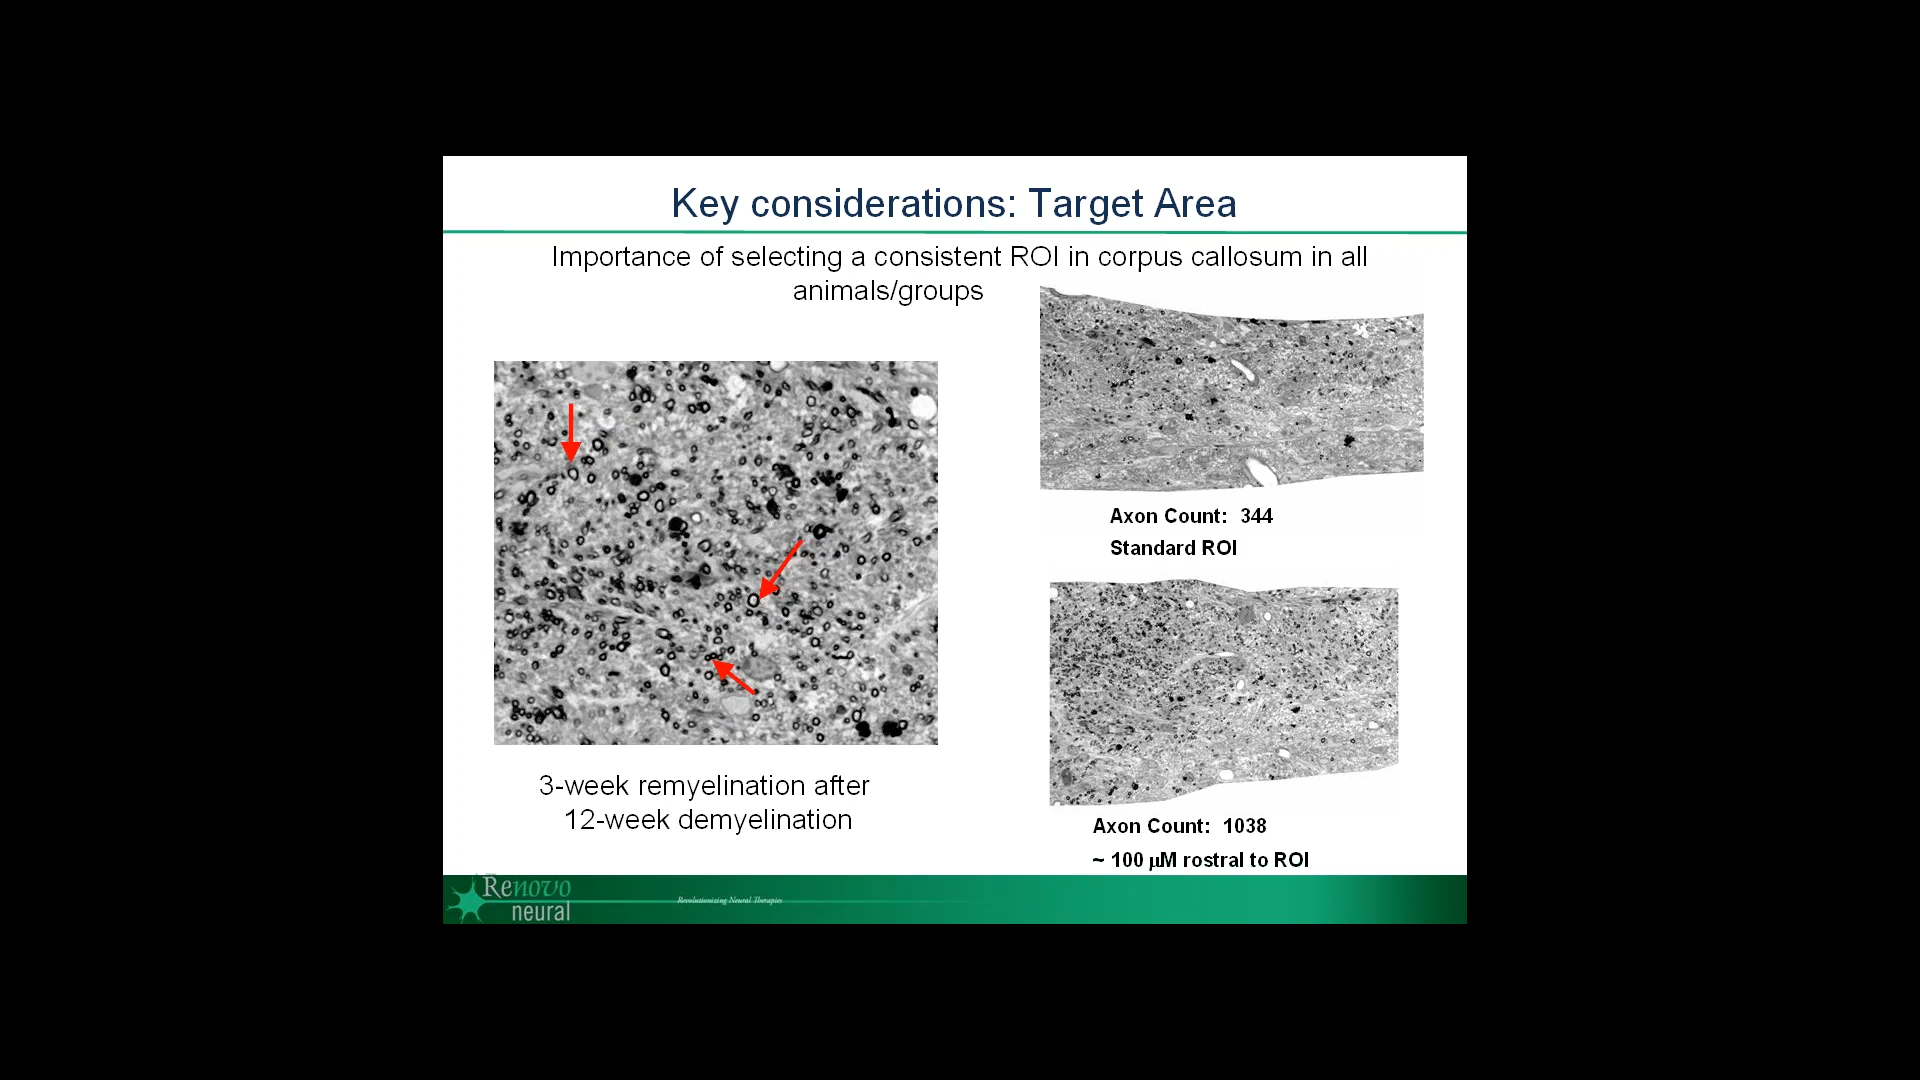 Key considerations: Target Area
Importance of selecting a consistent ROI in corpus callosum in all
animals/groups
Axon Count: 344
Standard ROI
3-week remyelination after
12-week demyelination
Axon Count: 1038
~ 100 µM rostral to ROI
Renovo
neural
Revolutionizing Neural Therapies